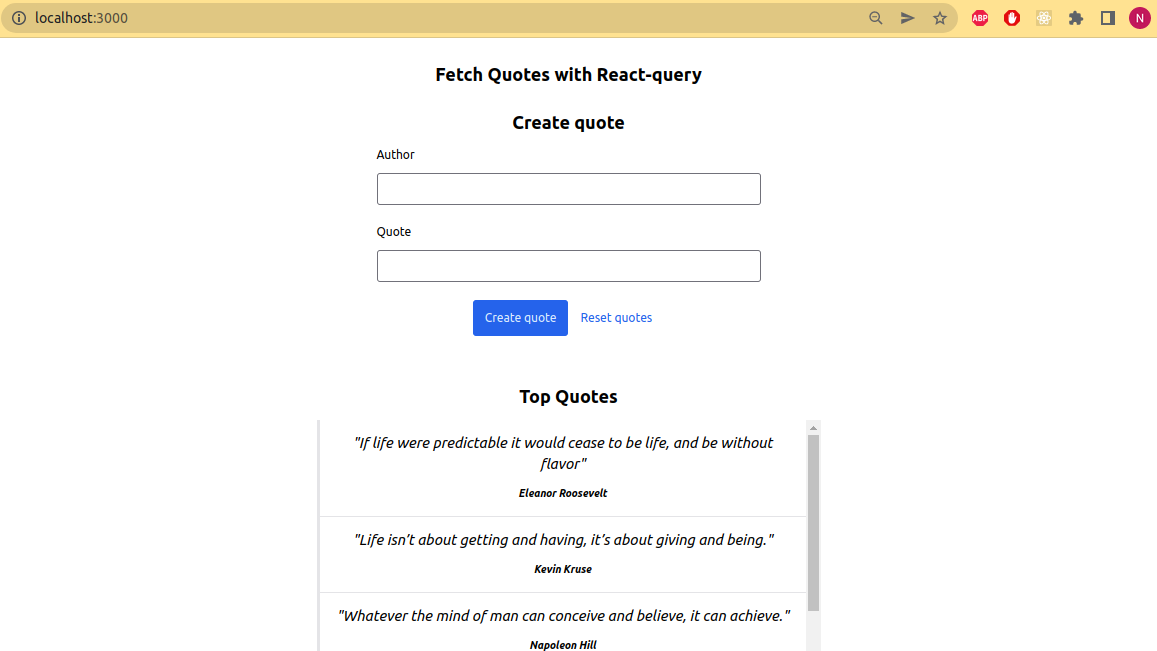 localhost:3000
ABP
N
Fetch Quotes with React-query
Create quote
Author
Quote
Create quote Reset quotes
Top Quotes
"If life were predictable it would cease to be life, and be without
flavor"
Eleanor Roosevelt
"Life isn’t about getting and having, it’s about giving and being."
Kevin Kruse
"Whatever the mind of man can conceive and believe, it can achieve."
Napoleon Hill